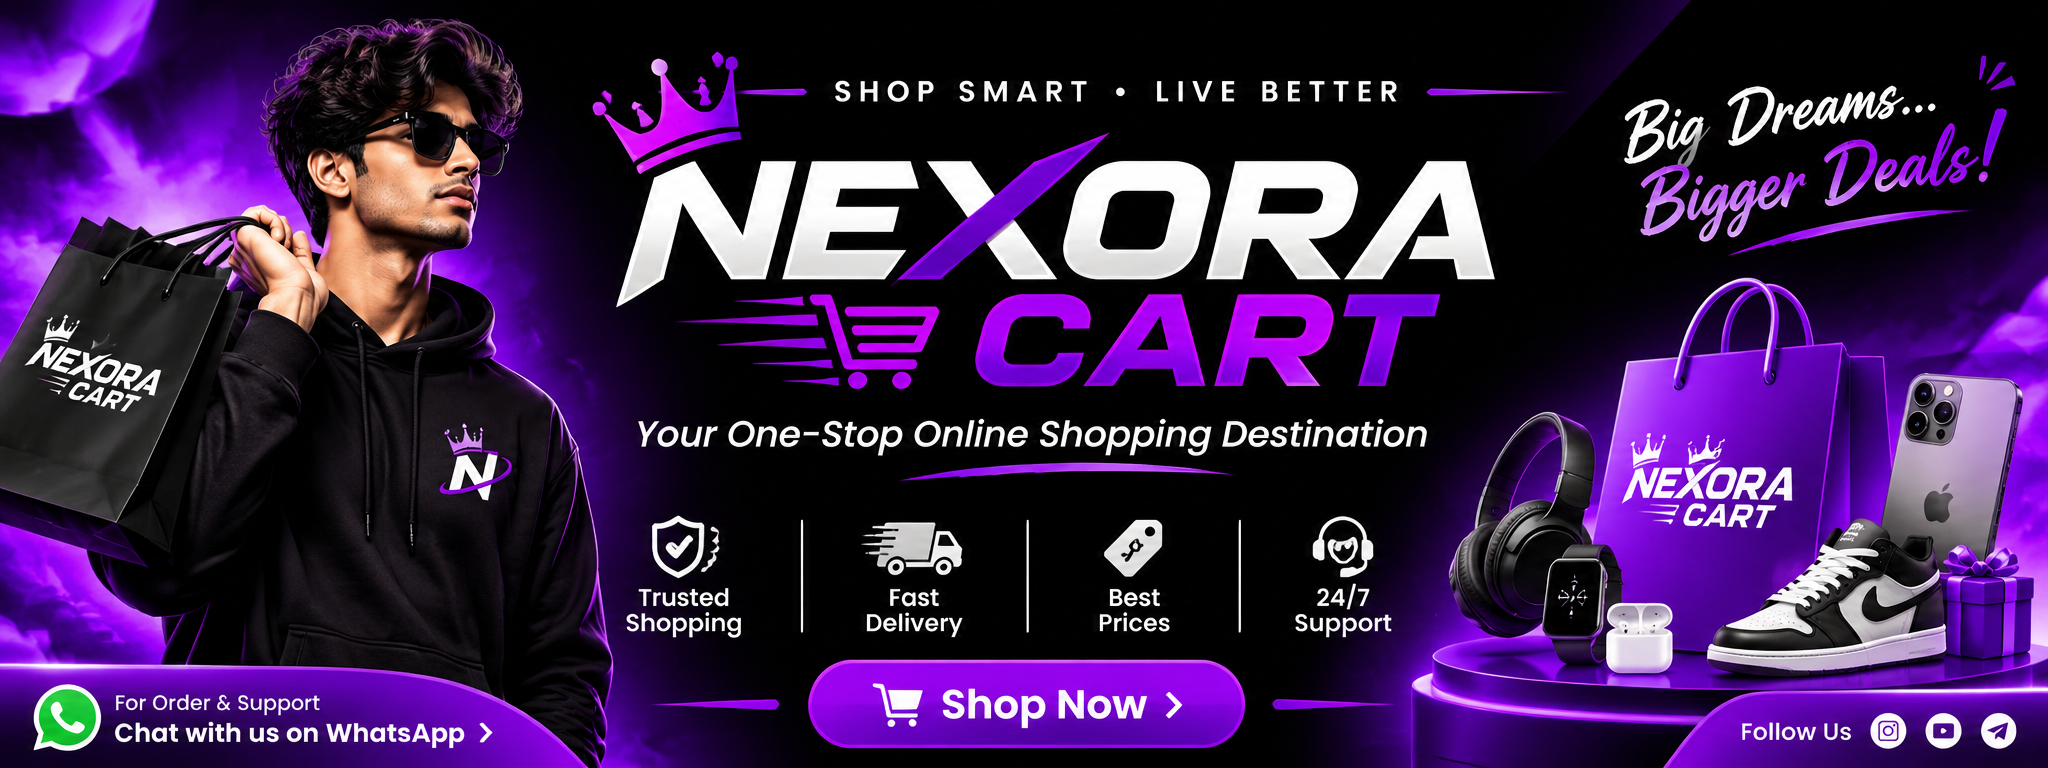 SHOP SMART • LIVE BETTER
NEXORA
CART
Your One-Stop Online Shopping Destination
Trusted
Shopping
Fast
Delivery
Best
Prices
24/7
Support
Shop Now
Big Dreams...
Bigger Deals!
NEXORA
CART
N
NEXORA
CART
For Order & Support
Chat with us on WhatsApp
Follow Us